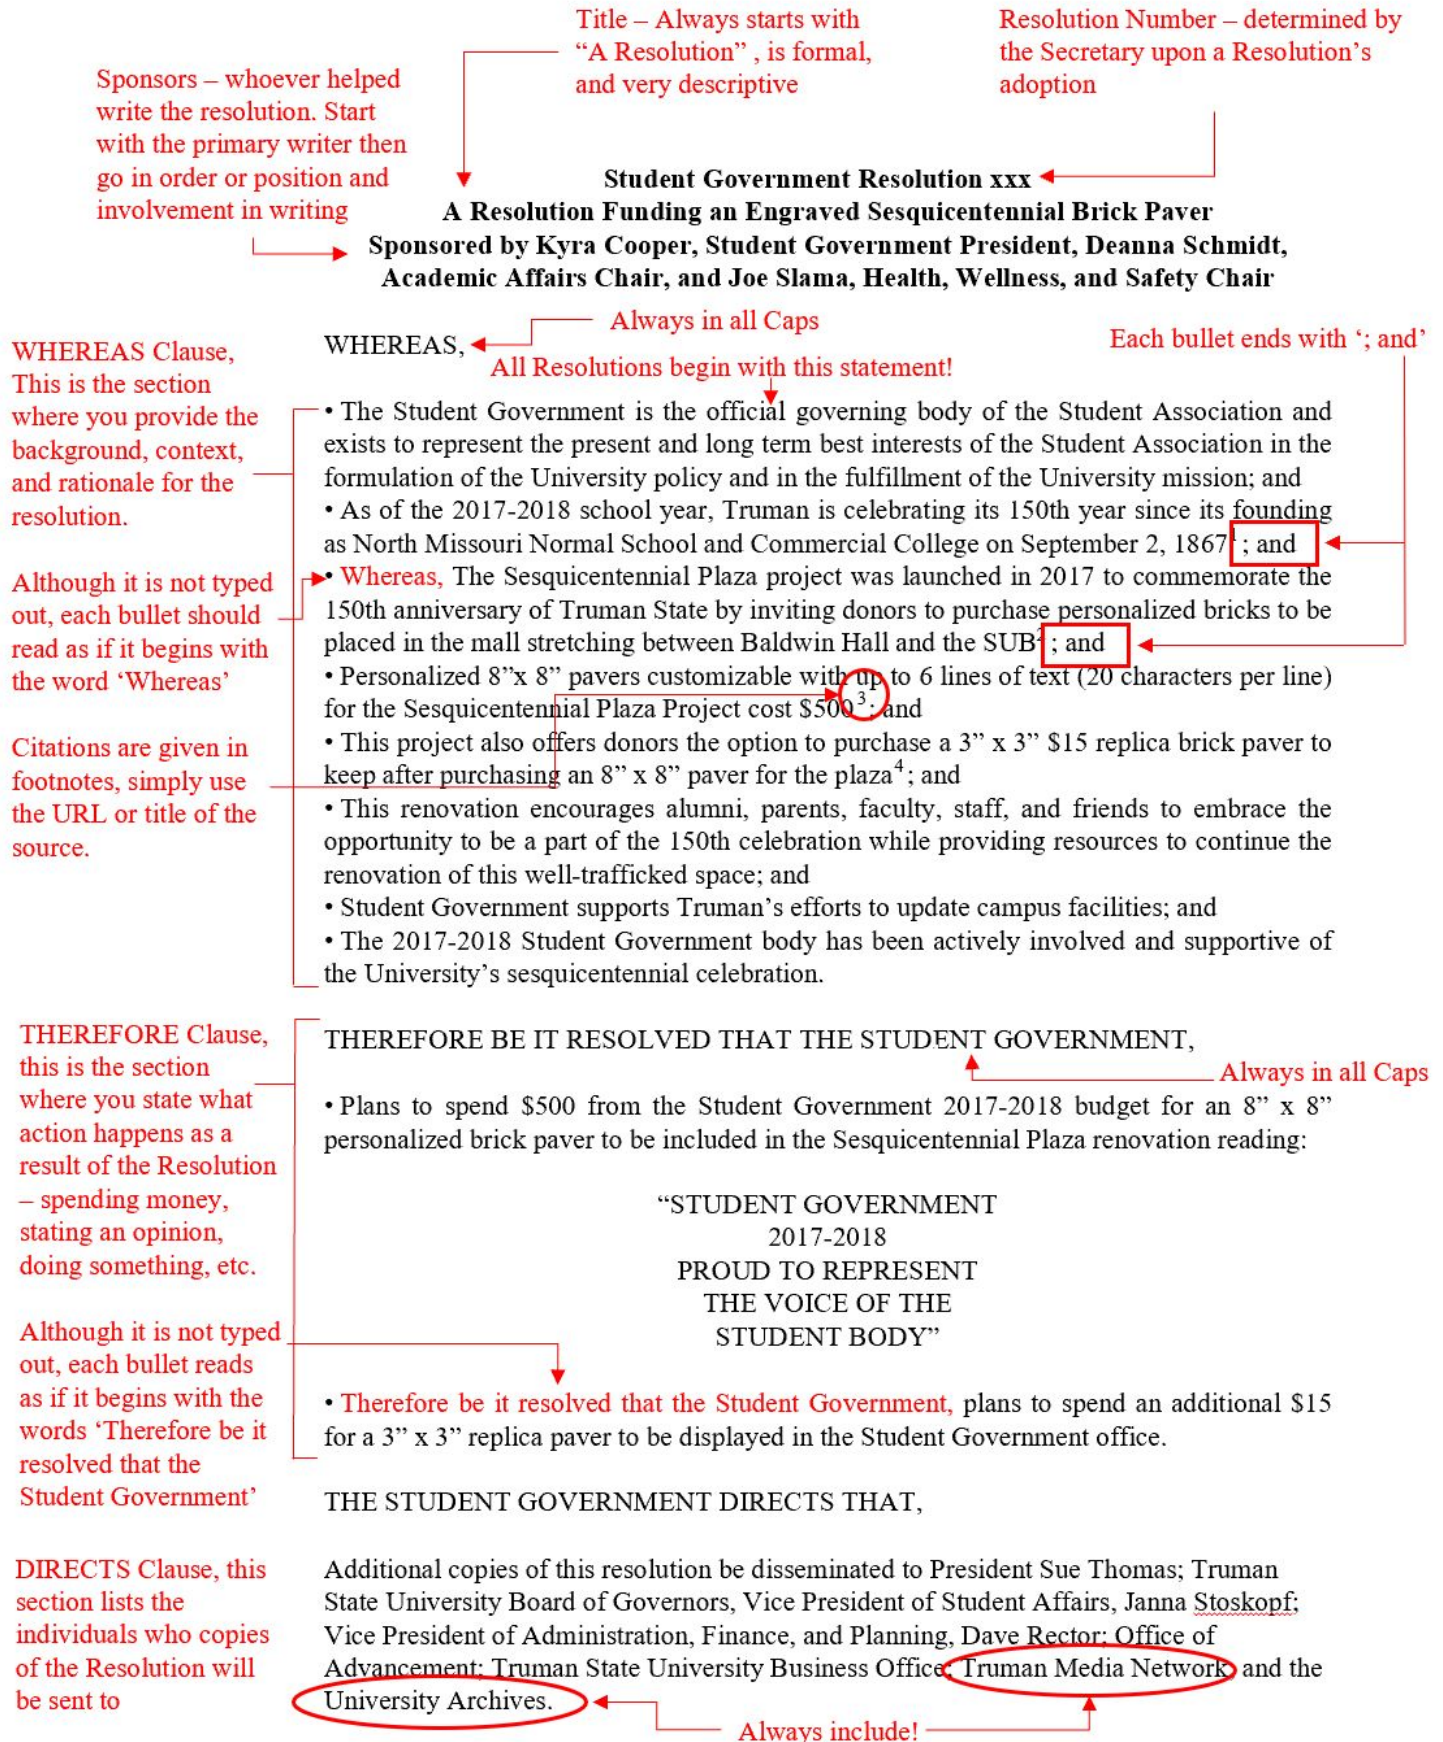 Title – Always starts with
“A Resolution” , is formal,
and very descriptive
Resolution Number – determined by
the Secretary upon a Resolution’s
adoption
Sponsors – whoever helped
write the resolution. Start
with the primary writer then
go in order or position and
involvement in writing
Student Government Resolution xxx
A Resolution Funding an Engraved Sesquicentennial Brick Paver
Sponsored by Kyra Cooper, Student Government President, Deanna Schmidt,
Academic Affairs Chair, and Joe Slama, Health, Wellness, and Safety Chair
Always in all Caps
WHEREAS,
Each bullet ends with ‘; and’
All Resolutions begin with this statement!
WHEREAS Clause,
This is the section
where you provide the
background, context,
and rationale for the
resolution.
• The Student Government is the official governing body of the Student Association and
exists to represent the present and long term best interests of the Student Association in the
formulation of the University policy and in the fulfillment of the University mission; and
• As of the 2017-2018 school year, Truman is celebrating its 150th year since its founding
as North Missouri Normal School and Commercial College on September 2, 1867¹ ; and
Although it is not typed
out, each bullet should
read as if it begins with
the word ‘Whereas’
• Whereas, The Sesquicentennial Plaza project was launched in 2017 to commemorate the
150th anniversary of Truman State by inviting donors to purchase personalized bricks to be
placed in the mall stretching between Baldwin Hall and the SUB² ; and
• Personalized 8”x 8” pavers customizable with up to 6 lines of text (20 characters per line)
for the Sesquicentennial Plaza Project cost $500³; and
Citations are given in
footnotes, simply use
the URL or title of the
source.
• This project also offers donors the option to purchase a 3” x 3” $15 replica brick paver to
keep after purchasing an 8” x 8” paver for the plaza⁴; and
• This renovation encourages alumni, parents, faculty, staff, and friends to embrace the
opportunity to be a part of the 150th celebration while providing resources to continue the
renovation of this well-trafficked space; and
• Student Government supports Truman’s efforts to update campus facilities; and
• The 2017-2018 Student Government body has been actively involved and supportive of
the University’s sesquicentennial celebration.
THEREFORE Clause,
this is the section
where you state what
action happens as a
result of the Resolution
– spending money,
stating an opinion,
doing something, etc.
THEREFORE BE IT RESOLVED THAT THE STUDENT GOVERNMENT,
Always in all Caps
• Plans to spend $500 from the Student Government 2017-2018 budget for an 8” x 8”
personalized brick paver to be included in the Sesquicentennial Plaza renovation reading:
“STUDENT GOVERNMENT
2017-2018
PROUD TO REPRESENT
THE VOICE OF THE
STUDENT BODY”
Although it is not typed
out, each bullet reads
as if it begins with the
words ‘Therefore be it
resolved that the
Student Government’
• Therefore be it resolved that the Student Government, plans to spend an additional $15
for a 3” x 3” replica paver to be displayed in the Student Government office.
THE STUDENT GOVERNMENT DIRECTS THAT,
DIRECTS Clause, this
section lists the
individuals who copies
of the Resolution will
be sent to
Additional copies of this resolution be disseminated to President Sue Thomas; Truman
State University Board of Governors, Vice President of Student Affairs, Janna Stoskopf;
Vice President of Administration, Finance, and Planning, Dave Rector; Office of
Advancement; Truman State University Business Office; Truman Media Network and the
University Archives.
Always include!